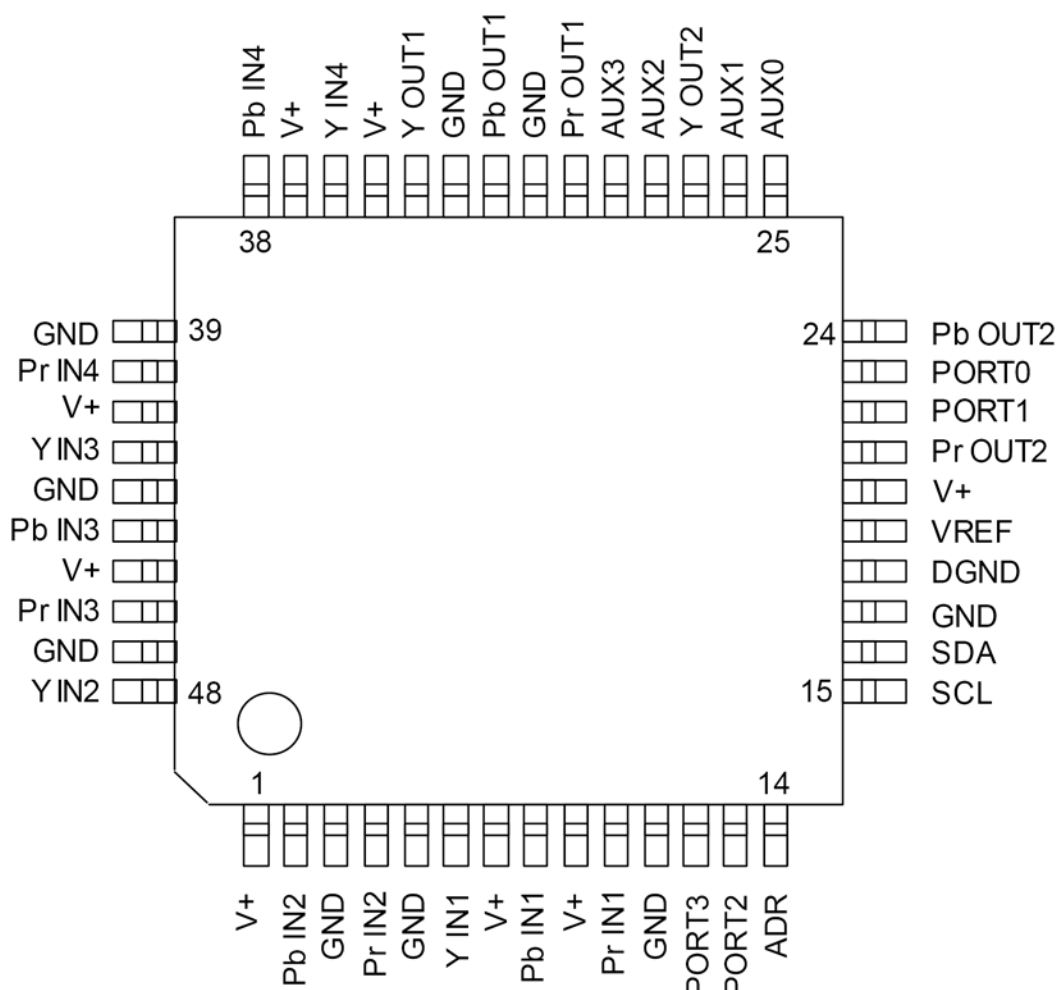 Pb IN4
V+
Y IN4
V+
Y OUT1
GND
Pb OUT1
GND
Pr OUT1
AUX3
AUX2
Y OUT2
AUX1
AUX0
38
25
GND
39
24
Pb OUT2
Pr IN4
PORT0
V+
PORT1
Y IN3
Pr OUT2
GND
V+
Pb IN3
VREF
V+
DGND
Pr IN3
GND
GND
SDA
Y IN2
48
15
SCL
1
14
V+
Pb IN2
GND
Pr IN2
GND
Y IN1
V+
Pb IN1
V+
Pr IN1
GND
PORT3
PORT2
ADR